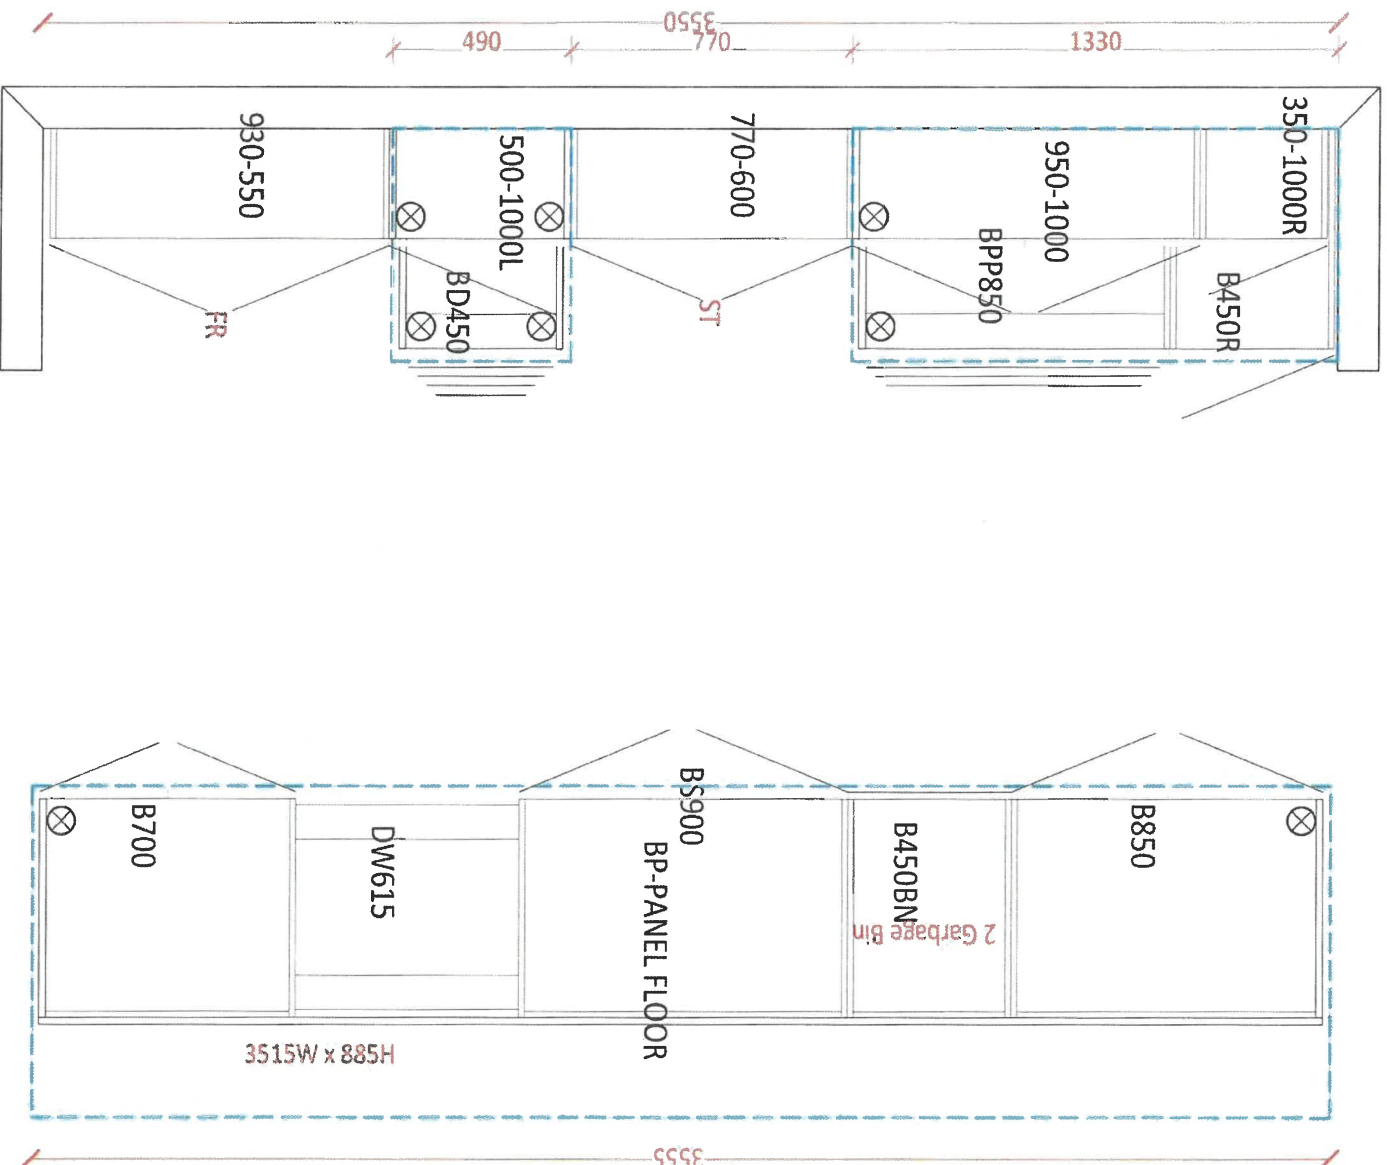 3550
490
770
1330
930-550
500-1000L
770-600
950-1000
350-1000R
BD450
BPP850
B450R
FR
ST
B700
DW615
BS900
BP-PANEL FLOOR
B450BN
2 Garbage Bin
B850
3515W x 885H
3555